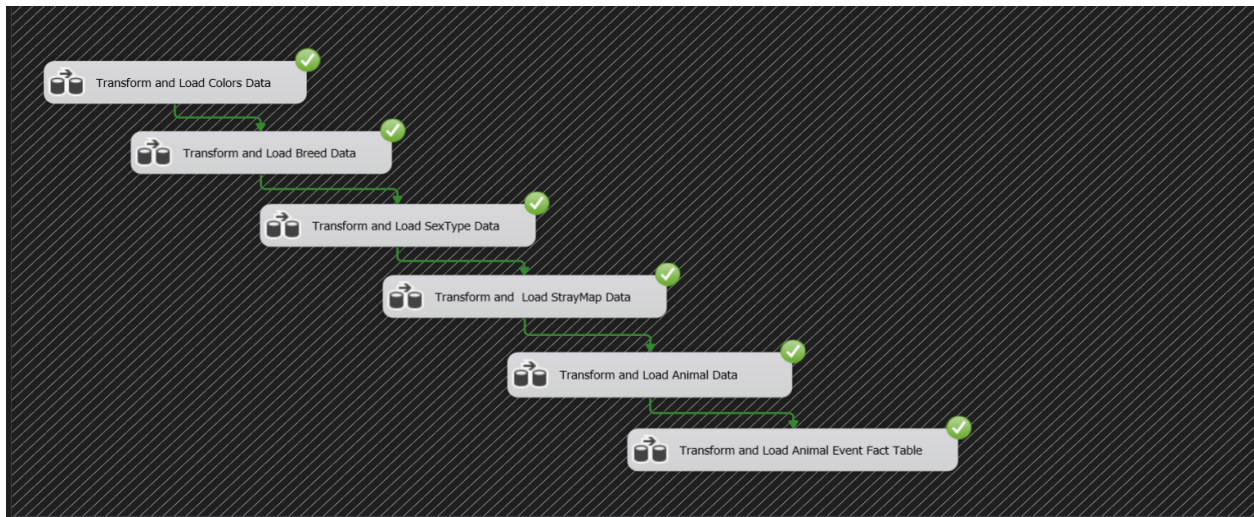 Transform and Load Colors Data
Transform and Load Breed Data
Transform and Load SexType Data
Transform and  Load StrayMap Data
Transform and Load Animal Data
Transform and Load Animal Event Fact Table